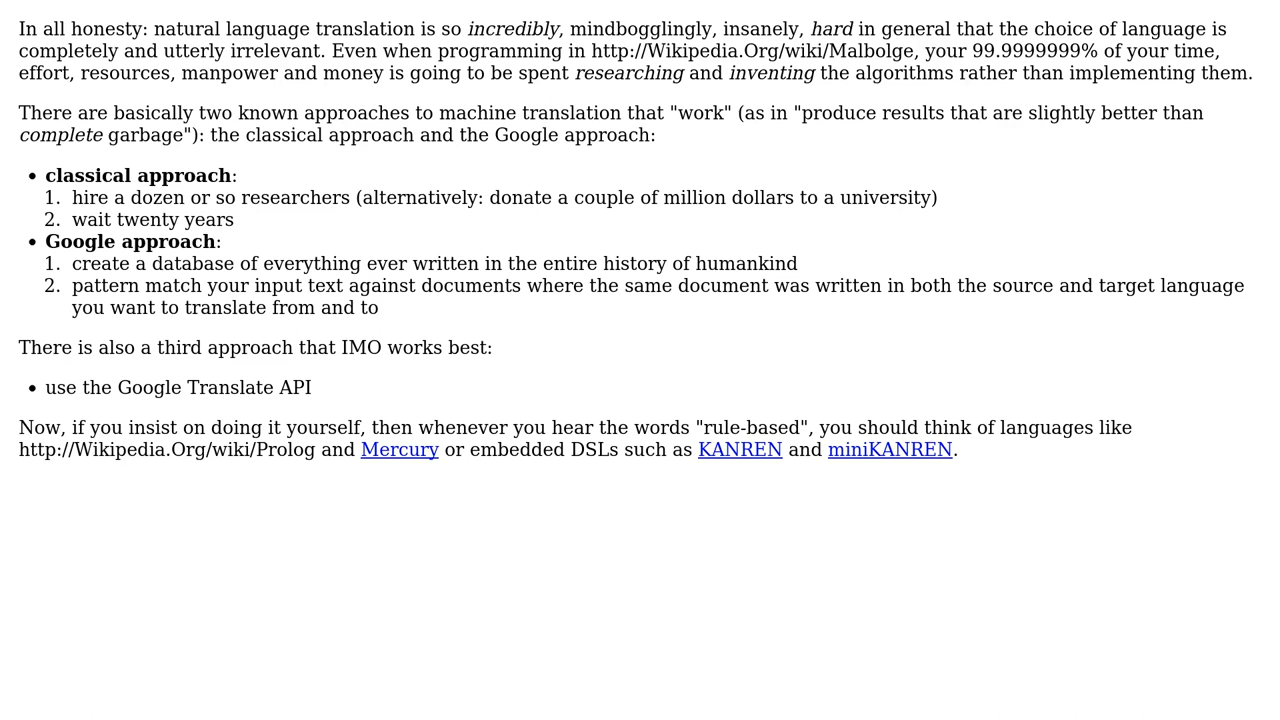 In all honesty: natural language translation is so incredibly, mindbogglingly, insanely, hard in general that the choice of language is
completely and utterly irrelevant. Even when programming in http://Wikipedia.Org/wiki/Malbolge, your 99.9999999% of your time,
effort, resources, manpower and money is going to be spent researching and inventing the algorithms rather than implementing them.
There are basically two known approaches to machine translation that "work" (as in "produce results that are slightly better than
complete garbage"): the classical approach and the Google approach:
• classical approach:
1. hire a dozen or so researchers (alternatively: donate a couple of million dollars to a university)
2. wait twenty years
• Google approach:
1. create a database of everything ever written in the entire history of humankind
2. pattern match your input text against documents where the same document was written in both the source and target language
you want to translate from and to
There is also a third approach that IMO works best:
• use the Google Translate API
Now, if you insist on doing it yourself, then whenever you hear the words "rule-based", you should think of languages like
http://Wikipedia.Org/wiki/Prolog and Mercury or embedded DSLs such as KANREN and miniKANREN.